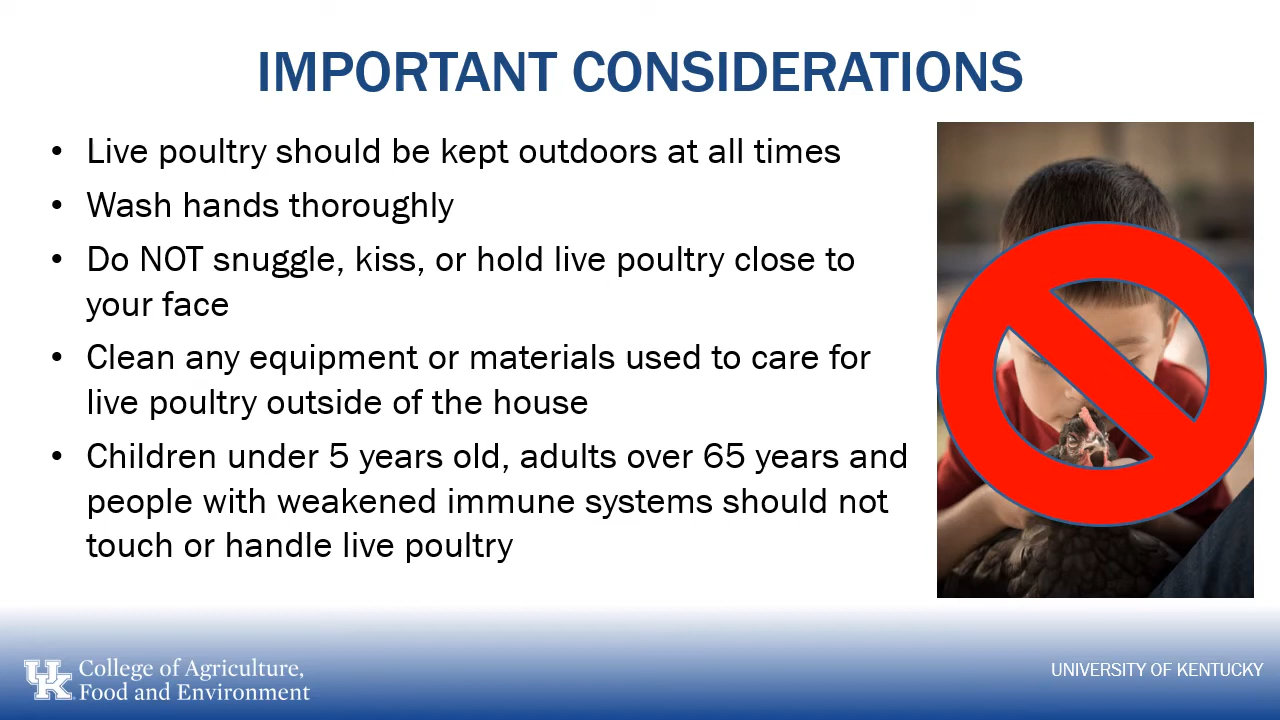 IMPORTANT CONSIDERATIONS
• Live poultry should be kept outdoors at all times
• Wash hands thoroughly
• Do NOT snuggle, kiss, or hold live poultry close to
your face
• Clean any equipment or materials used to care for
live poultry outside of the house
• Children under 5 years old, adults over 65 years and
people with weakened immune systems should not
touch or handle live poultry
UK College of Agriculture,
Food and Environment
UNIVERSITY OF KENTUCKY